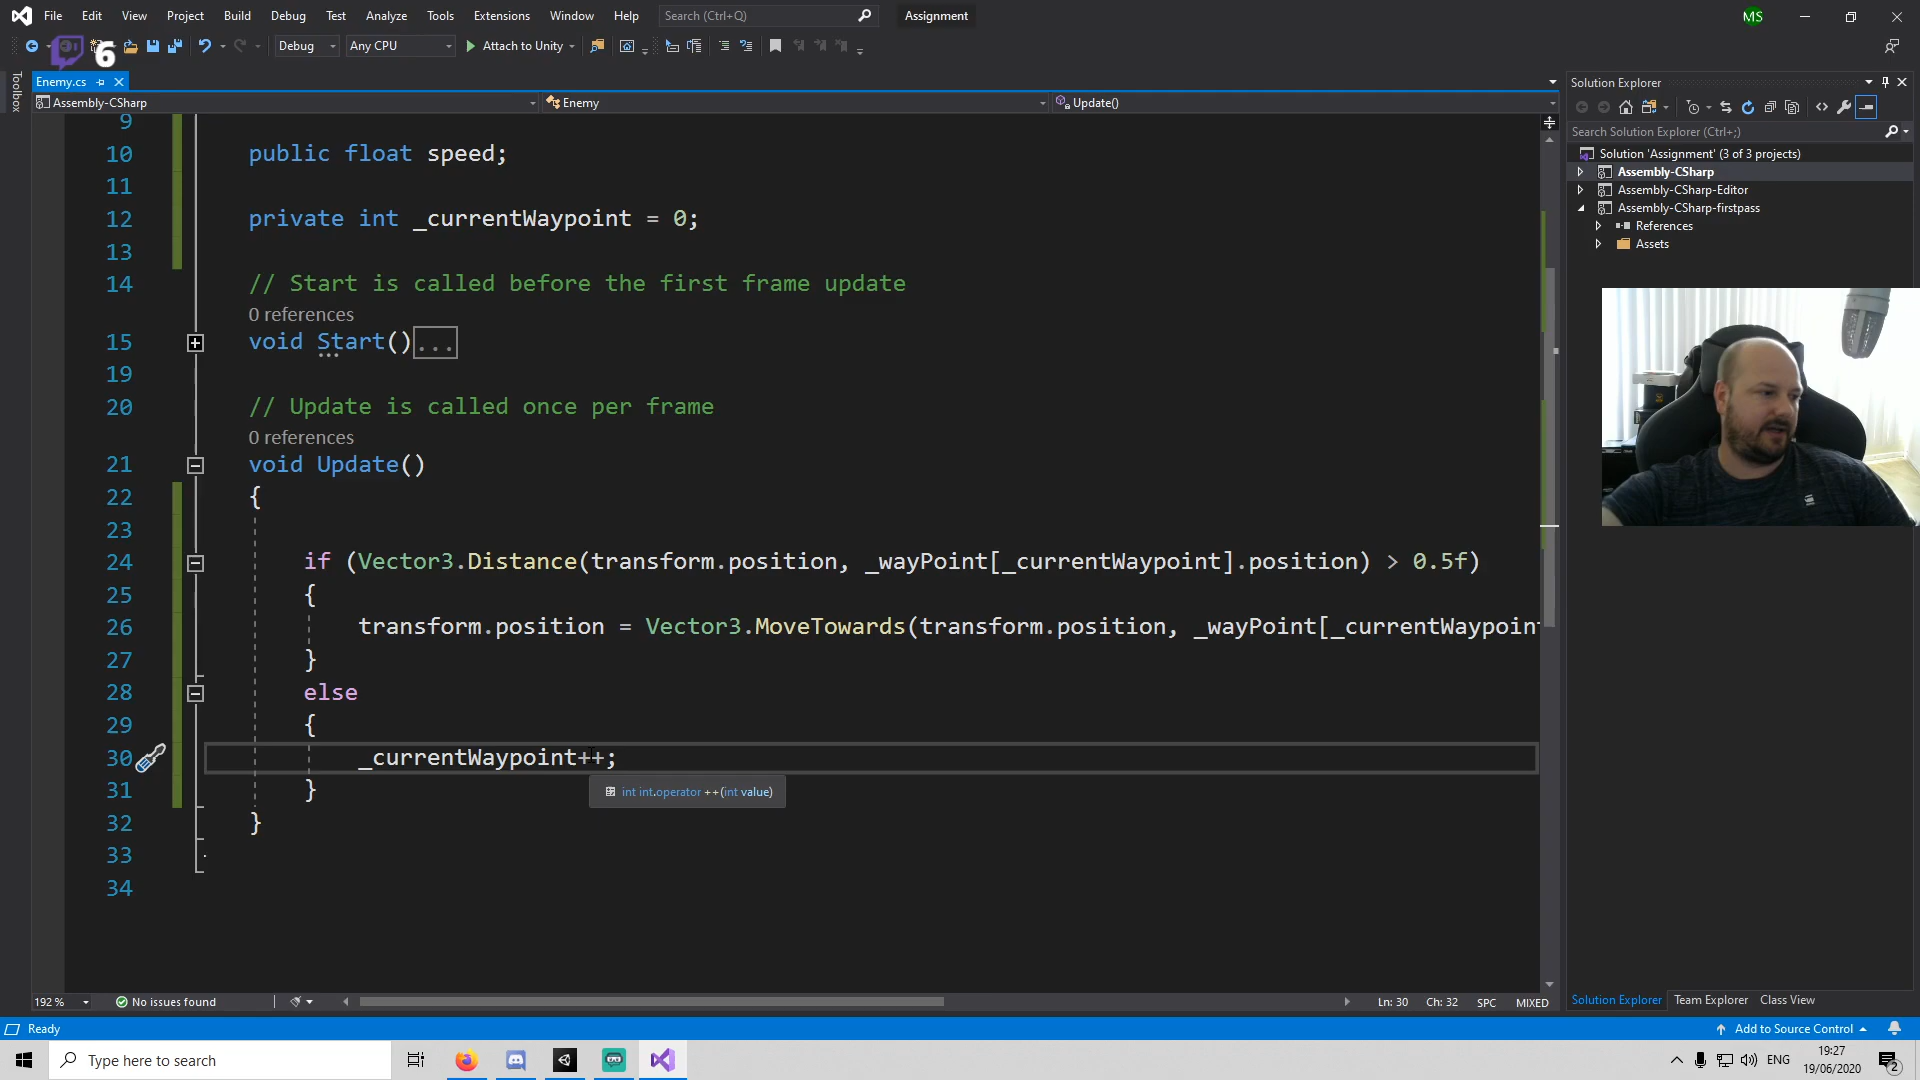 File Edit View Project Build Debug Test Analyze Tools Extensions Window Help Search (Ctrl+Q) Assignment MS
6 Debug Any CPU Attach to Unity
Toolbox
Enemy.cs
Assembly-CSharp Enemy Update()
9
10 public float speed;
11
12 private int _currentWaypoint = 0;
13
14 // Start is called before the first frame update
0 references
15 void Start()...
19
20 // Update is called once per frame
0 references
21 void Update()
22 {
23
24 if (Vector3.Distance(transform.position, _wayPoint[_currentWaypoint].position) > 0.5f)
25 {
26 transform.position = Vector3.MoveTowards(transform.position, _wayPoint[_currentWaypoint
27 }
28 else
29 {
30 _currentWaypoint++;
31 }
int int.operator ++(int value)
32 }
33
34
192 % No issues found Ln: 30 Ch: 32 SPC MIXED
Solution Explorer
Search Solution Explorer (Ctrl+;)
Solution 'Assignment' (3 of 3 projects)
Assembly-CSharp
Assembly-CSharp-Editor
Assembly-CSharp-firstpass
References
Assets
Solution Explorer Team Explorer Class View
Ready Add to Source Control
Type here to search
ENG 19:27
19/06/2020
2